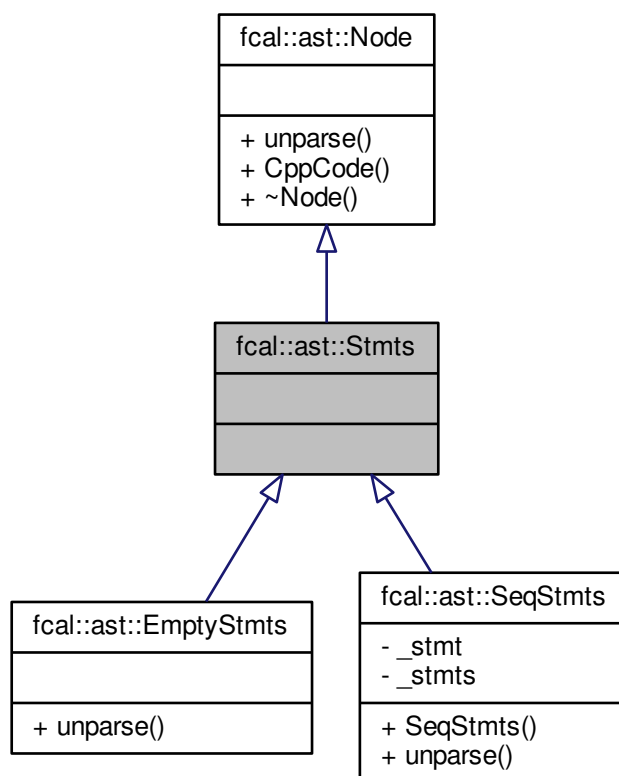 fcal::ast::Node
+ unparse()
+ CppCode()
+ ~Node()
fcal::ast::Stmts
fcal::ast::EmptyStmts
+ unparse()
fcal::ast::SeqStmts
- _stmt
- _stmts
+ SeqStmts()
+ unparse()